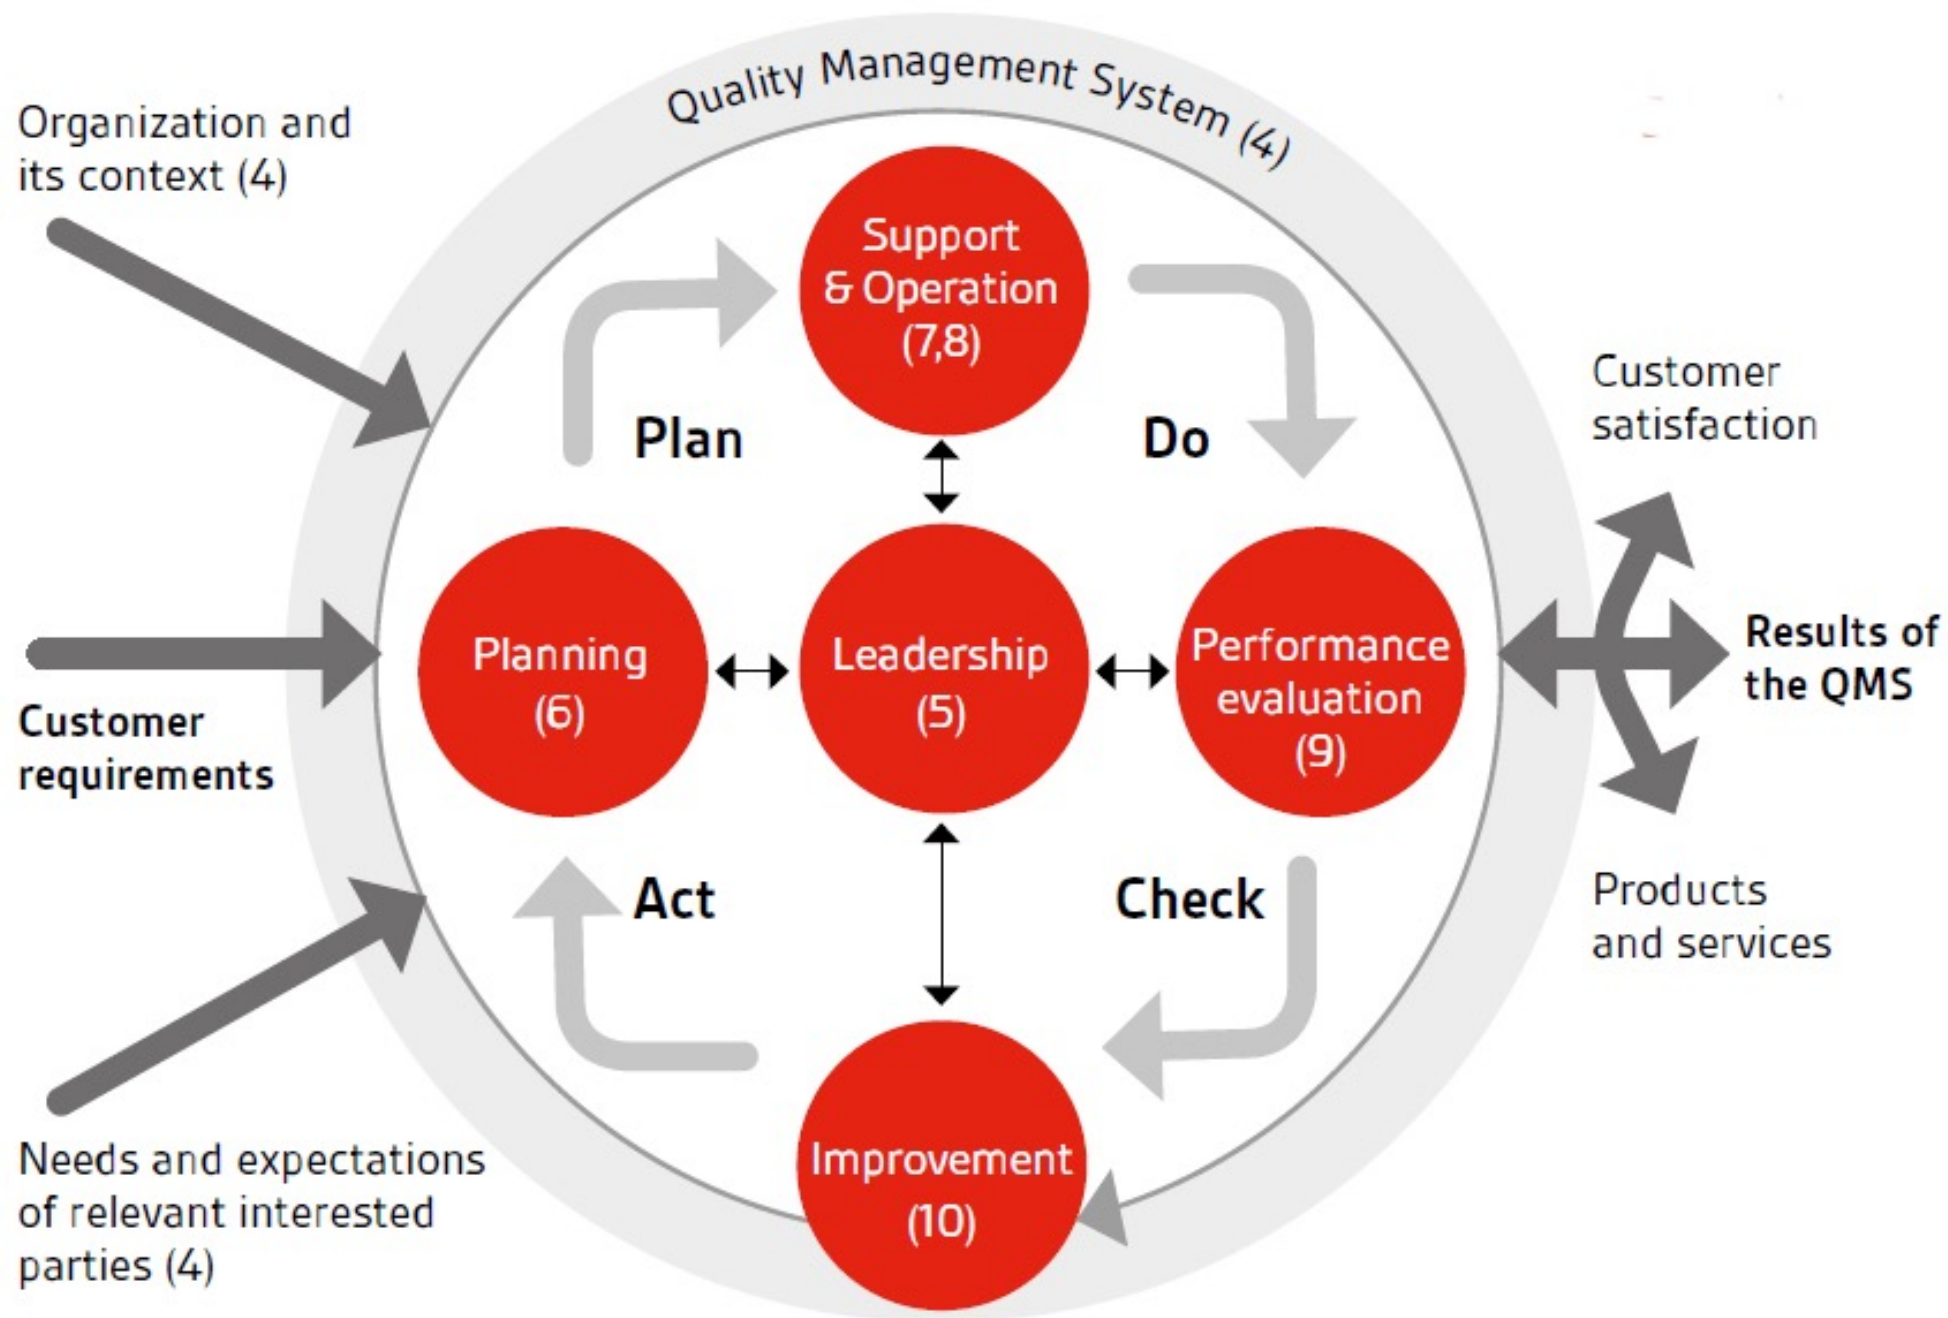 Quality Management System (4)
Organization and
its context (4)
Support
& Operation
(7,8)
Plan
Do
Customer
satisfaction
Planning
(6)
Leadership
(5)
Performance
evaluation
(9)
Results of
the QMS
Customer
requirements
Act
Check
Products
and services
Improvement
(10)
Needs and expectations
of relevant interested
parties (4)